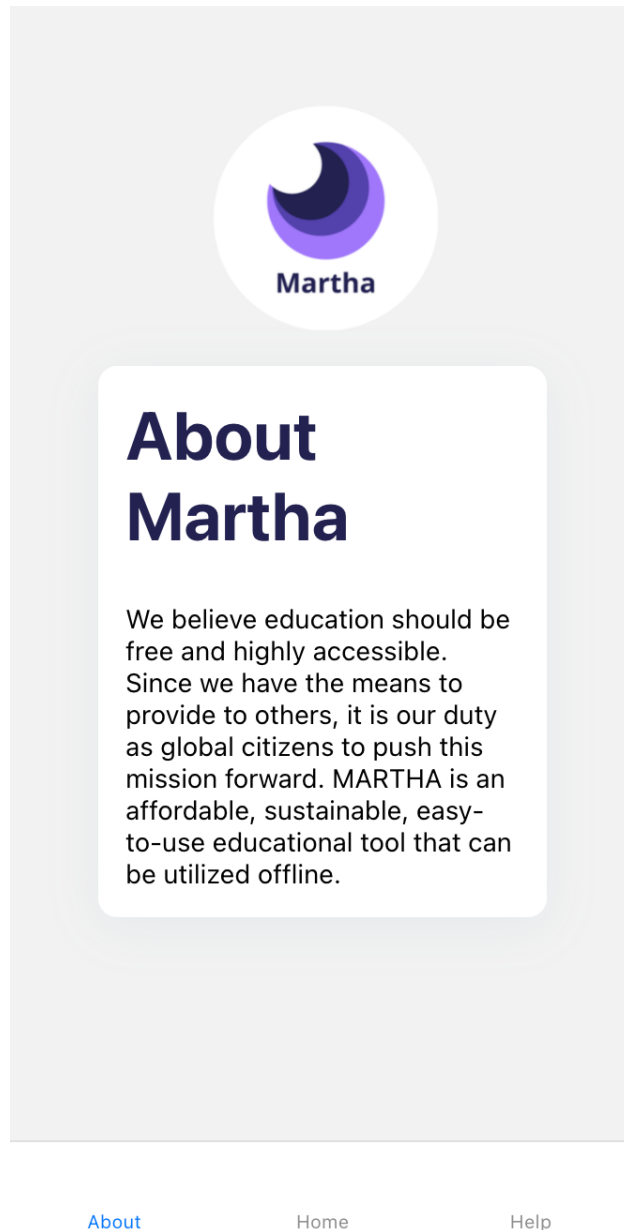 Martha
About
Martha
We believe education should be
free and highly accessible.
Since we have the means to
provide to others, it is our duty
as global citizens to push this
mission forward. MARTHA is an
affordable, sustainable, easy-
to-use educational tool that can
be utilized offline.
About Home Help